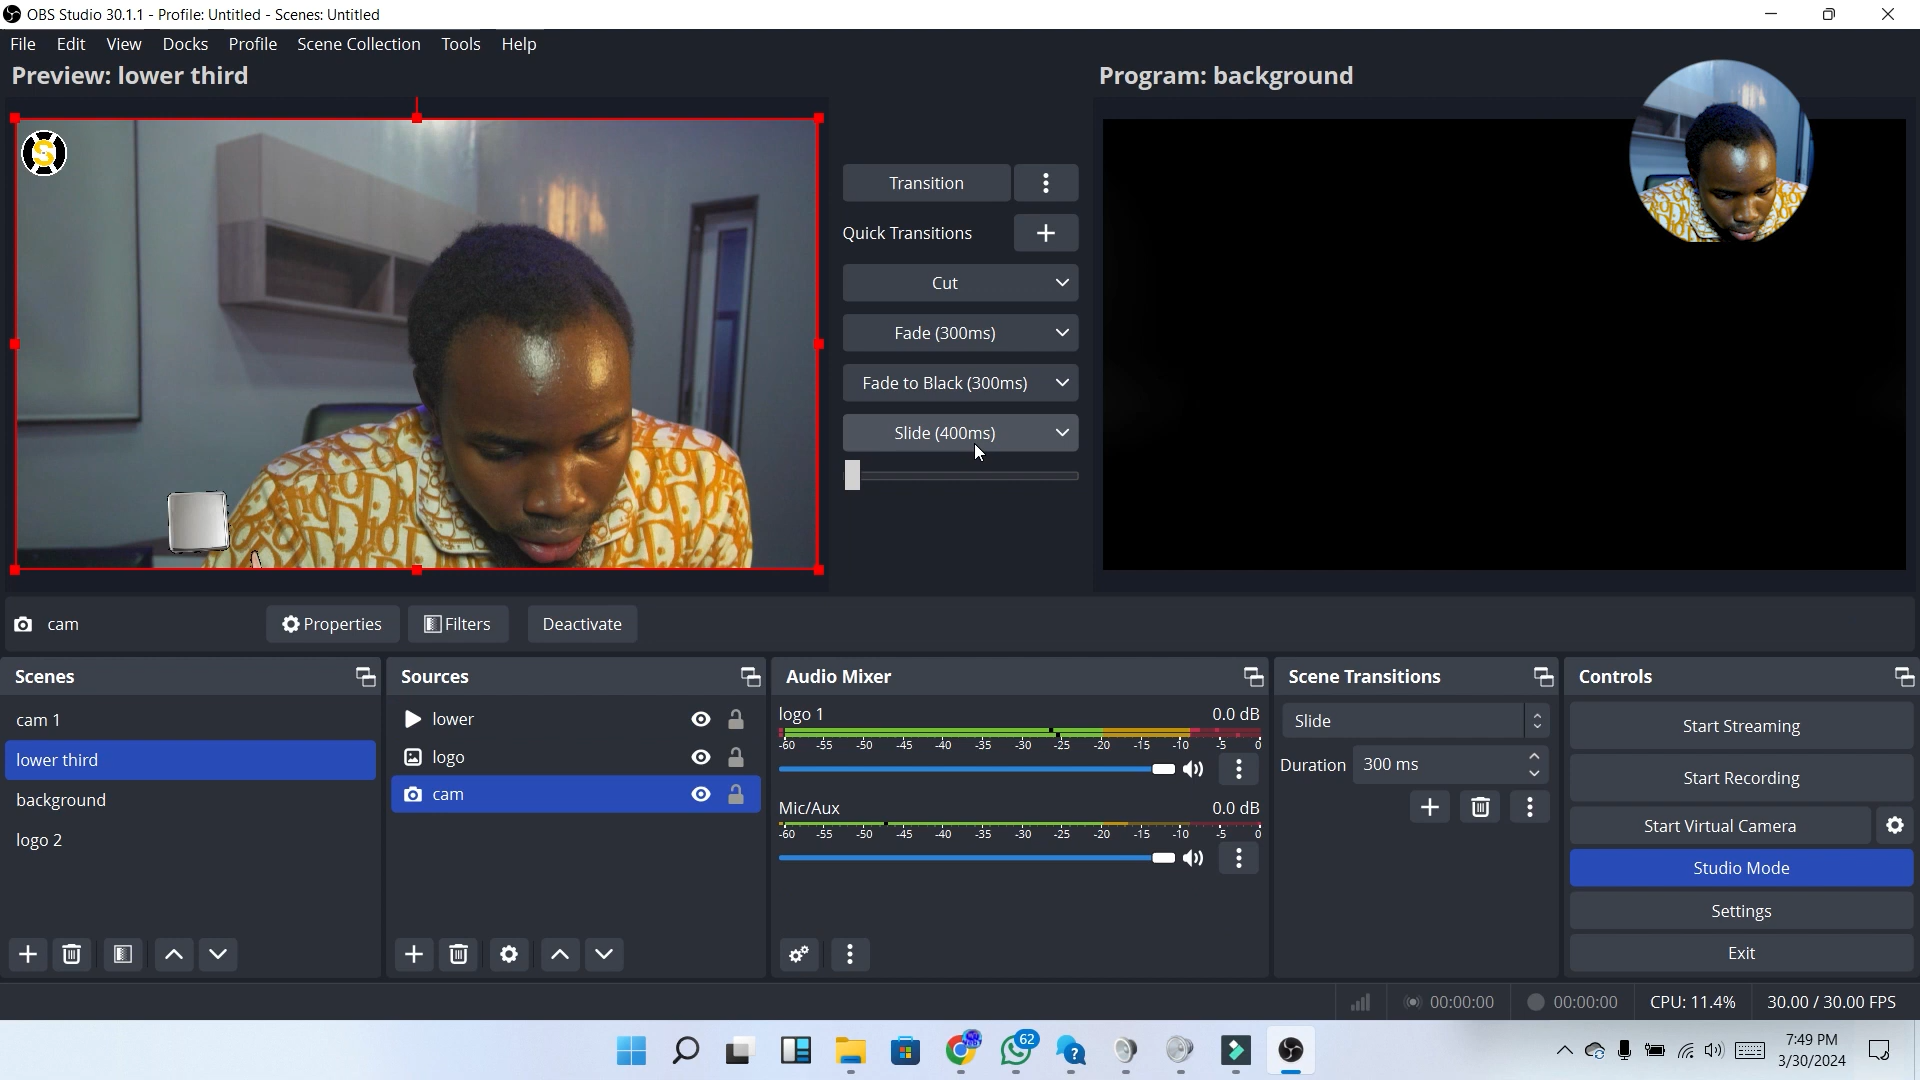 OBS Studio 30.1.1 - Profile: Untitled - Scenes: Untitled
File Edit View Docks Profile Scene Collection Tools Help
Preview: lower third
Program: background
S
Transition
Quick Transitions
Cut
Fade (300ms)
Fade to Black (300ms)
Slide (400ms)
cam Properties Filters Deactivate
Scenes
cam 1
lower third
background
logo 2
Sources
lower
logo
cam
Audio Mixer
logo 1 0.0 dB
-60 -55 -50 -45 -40 -35 -30 -25 -20 -15 -10 -5 0
Mic/Aux 0.0 dB
-60 -55 -50 -45 -40 -35 -30 -25 -20 -15 -10 -5 0
Scene Transitions
Slide
Duration 300 ms
Controls
Start Streaming
Start Recording
Start Virtual Camera
Studio Mode
Settings
Exit
00:00:00 00:00:00 CPU: 11.4% 30.00 / 30.00 FPS
62
7:49 PM
3/30/2024